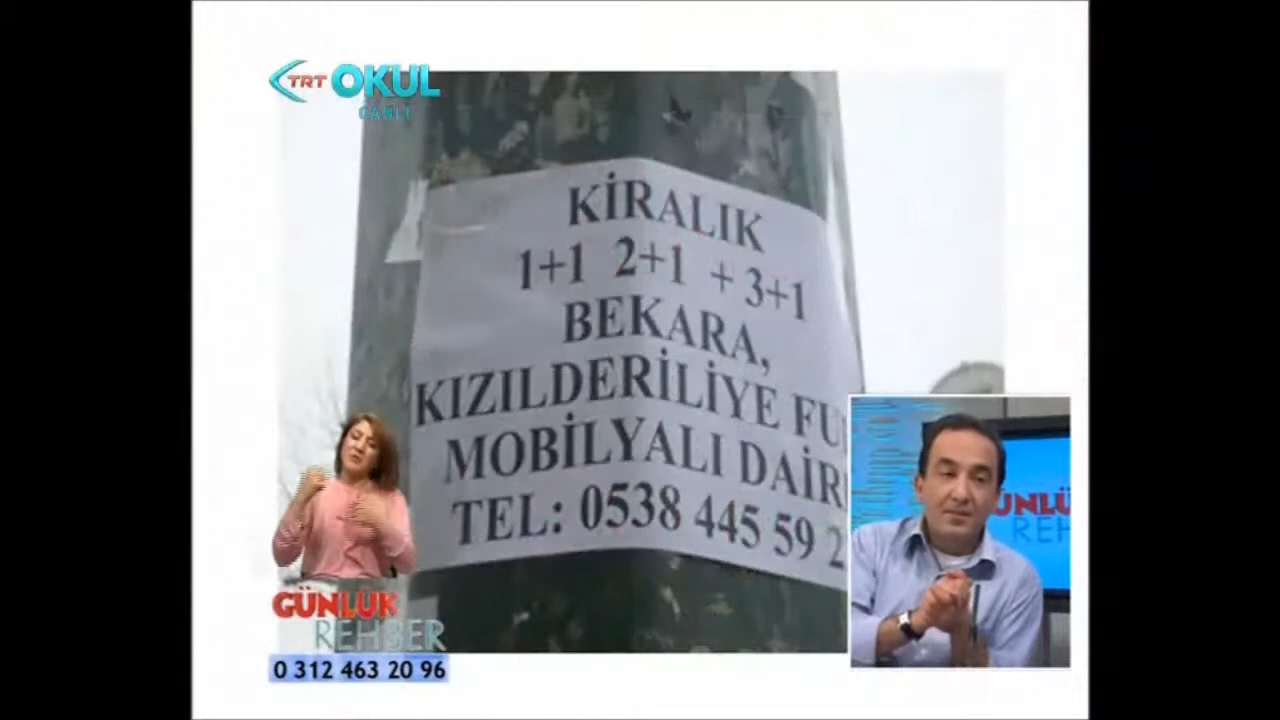 TRT OKUL
CANLI
KİRALIK
1+1 2+1 + 3+1
BEKARA,
KIZILDERİLİYE
MOBİLYALI
TEL: 0538 445 59
GÜNLÜK
REHBER
0 312 463 20 96